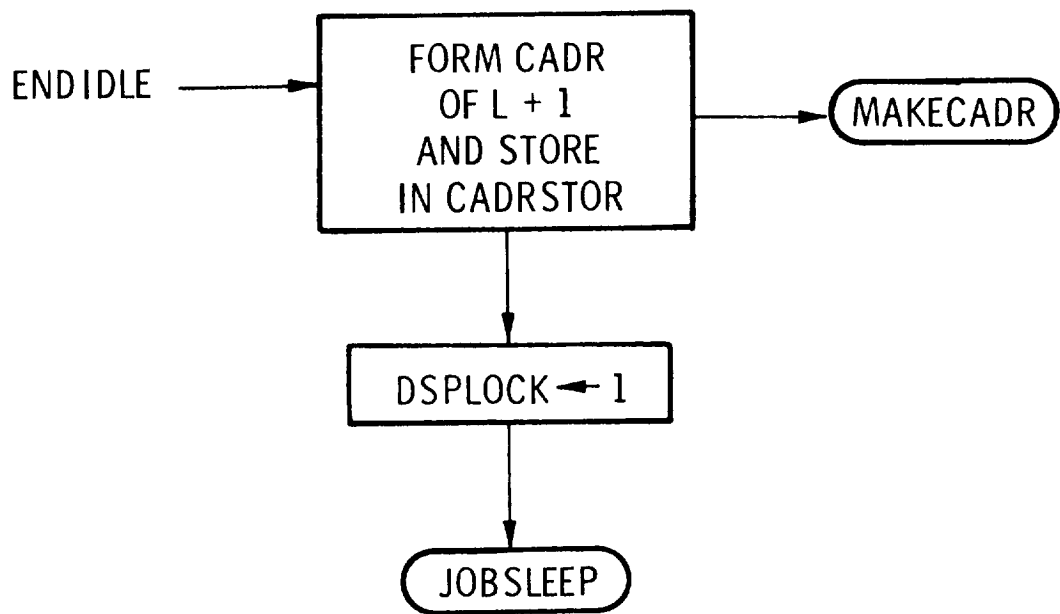 ENDIDLE
FORM CADR
OF L + 1
AND STORE
IN CADRSTOR
MAKECADR
DSPLOCK ← 1
JOBSLEEP